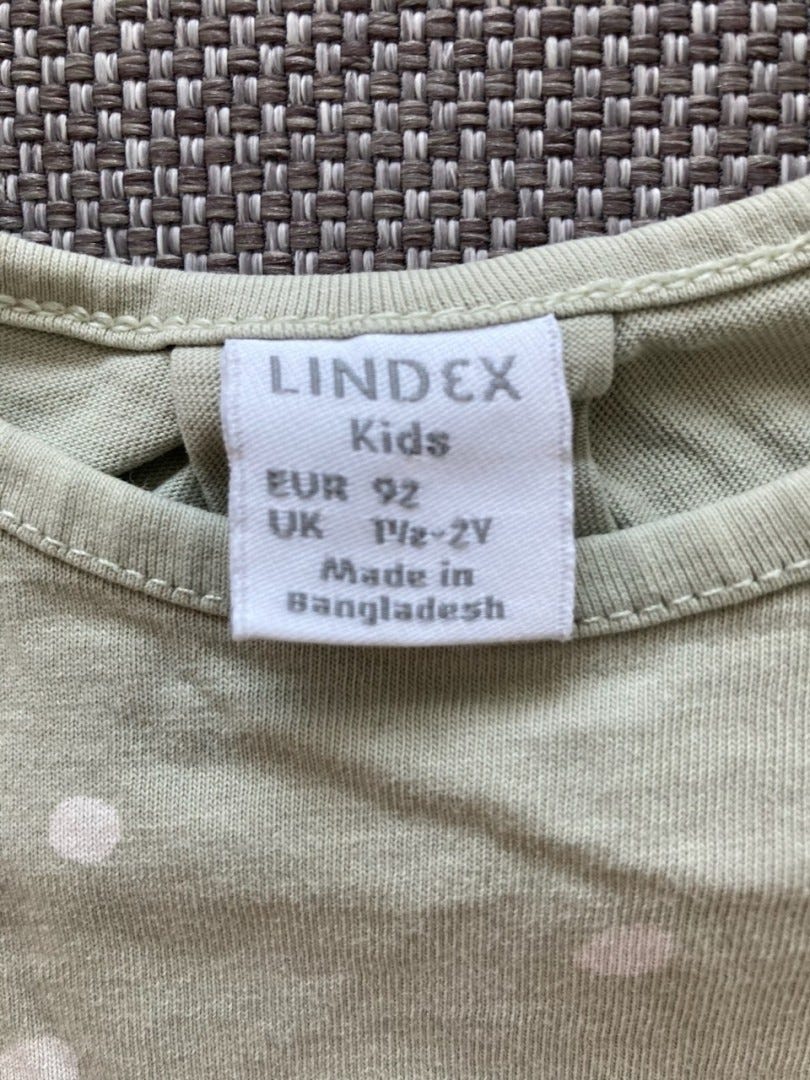 LINDEX
Kids
EUR 92
UK 1½-2Y
Made in
Bangladesh